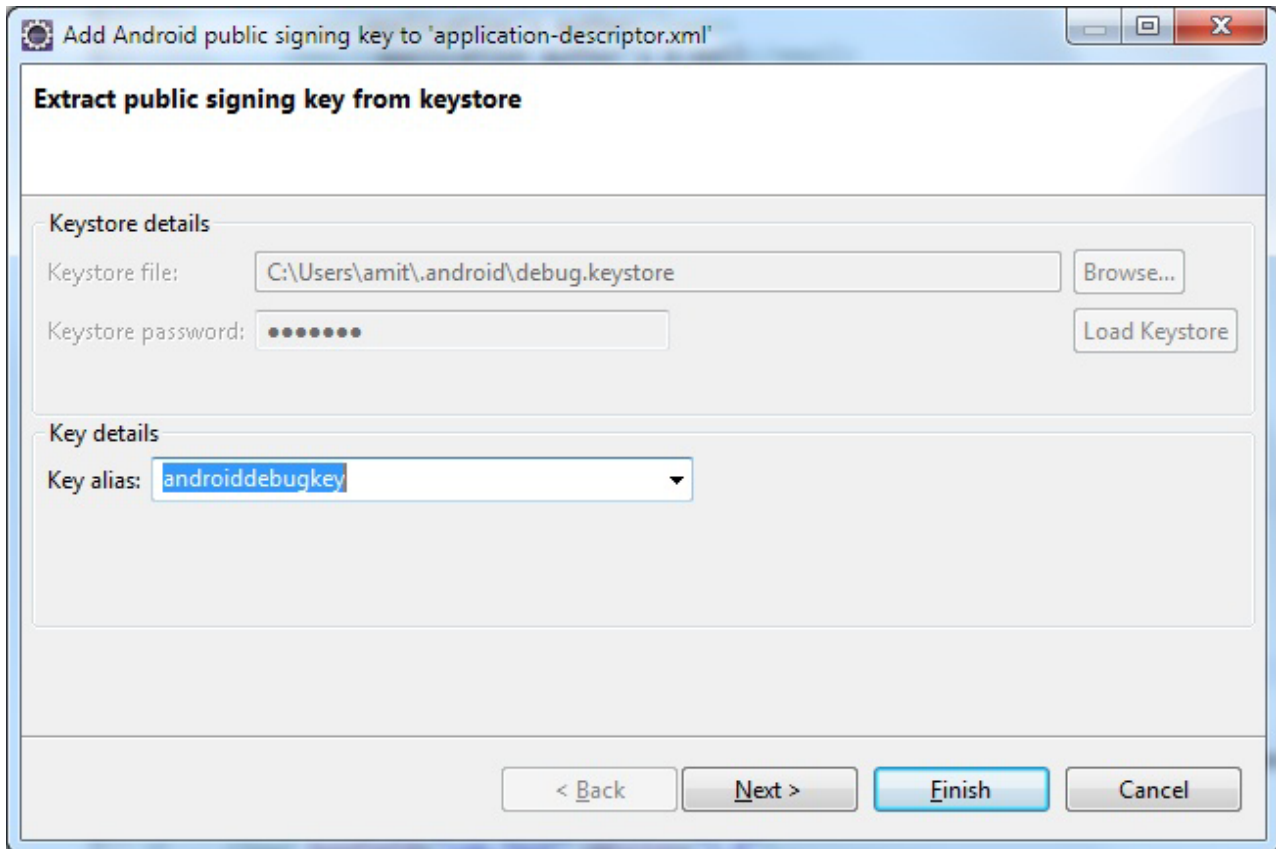 Add Android public signing key to 'application-descriptor.xml'
Extract public signing key from keystore
Keystore details
Keystore file: C:\Users\amit\.android\debug.keystore Browse...
Keystore password: ●●●●●●● Load Keystore
Key details
Key alias: androiddebugkey
< Back Next > Finish Cancel